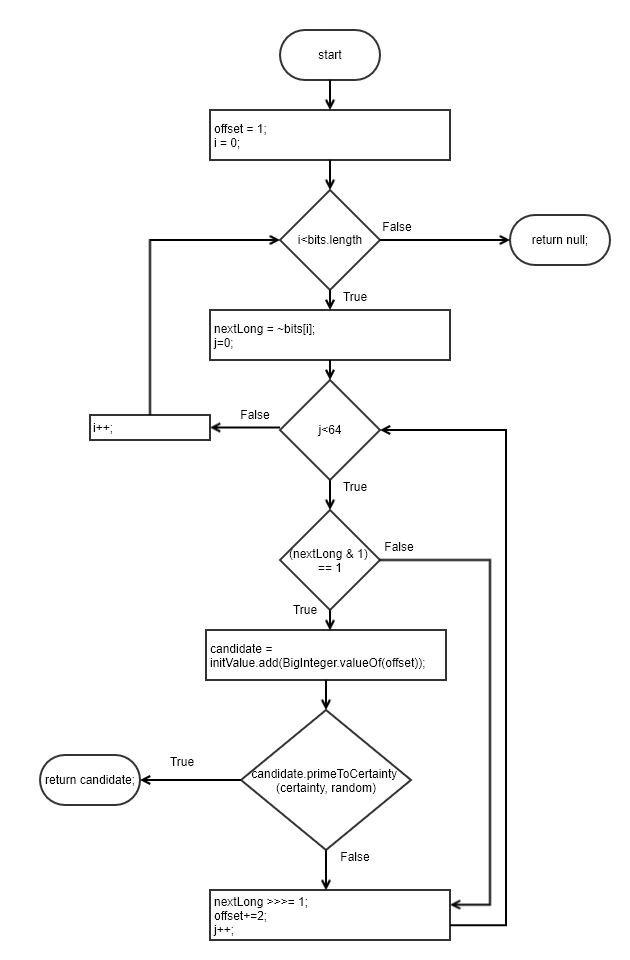 start
offset = 1;
i = 0;
i<bits.length
False
return null;
True
nextLong = ~bits[i];
j=0;
False
i++;
j<64
True
(nextLong & 1)
== 1
False
True
candidate =
initValue.add(BigInteger.valueOf(offset));
True
return candidate;
candidate.primeToCertainty
(certainty, random)
False
nextLong >>>= 1;
offset+=2;
j++;